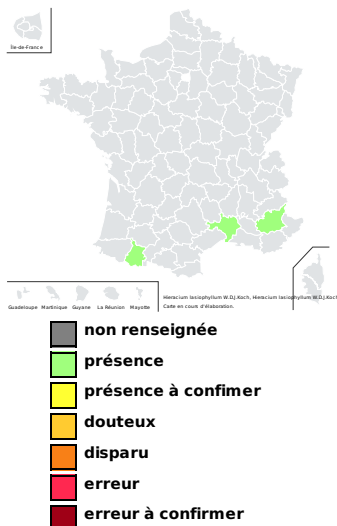 Île-de-France
Guadeloupe Martinique Guyane La Réunion Mayotte
Hieracium lasiophyllum W.D.J.Koch, Hieracium lasiophyllum W.D.J.Koch
Carte en cours d'élaboration.
non renseignée
présence
présence à confimer
douteux
disparu
erreur
erreur à confirmer